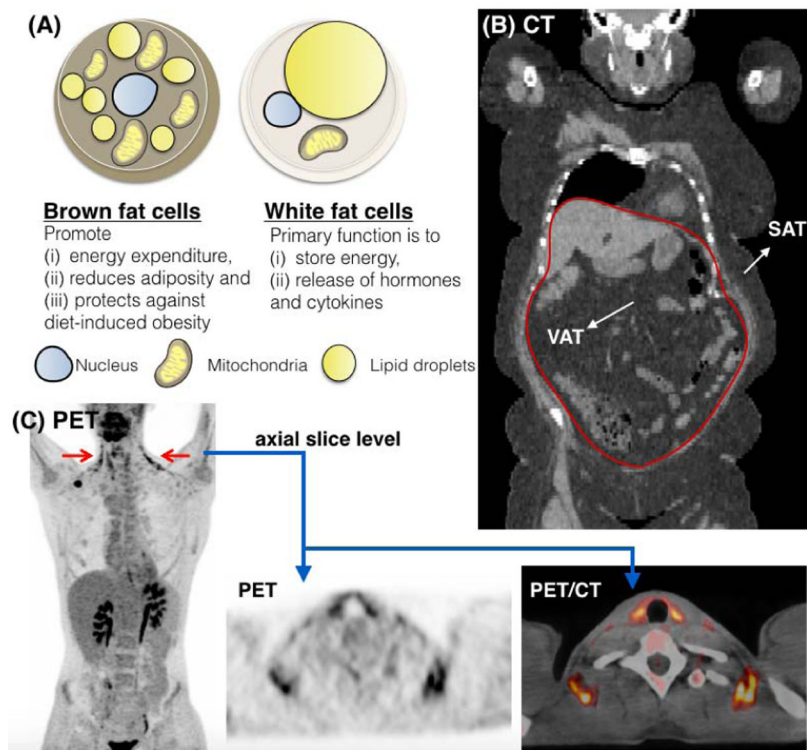 (A)
Brown fat cells
Promote
(i) energy expenditure,
(ii) reduces adiposity and
(iii) protects against
diet-induced obesity
White fat cells
Primary function is to
(i) store energy,
(ii) release of hormones
and cytokines
Nucleus
Mitochondria
Lipid droplets
(B) CT
SAT
VAT
(C) PET
axial slice level
PET
PET/CT